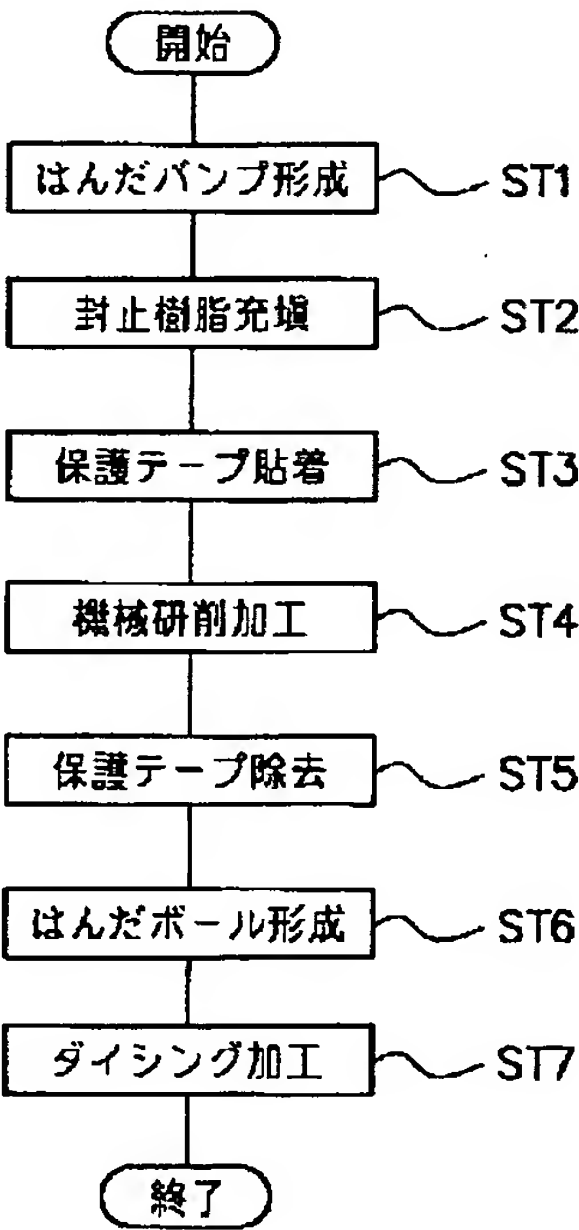 開始
はんだバンプ形成 ST1
封止樹脂充塡 ST2
保護テープ貼着 ST3
機械研削加工 ST4
保護テープ除去 ST5
はんだボール形成 ST6
ダイシング加工 ST7
終了